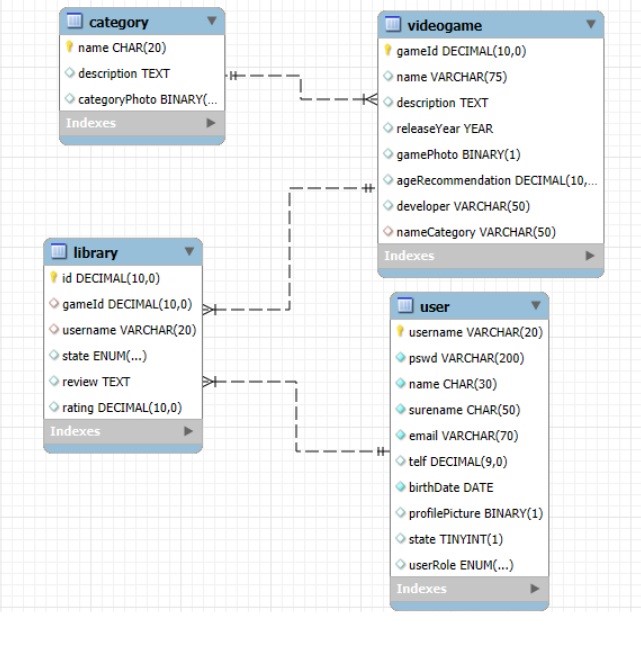 category
name CHAR(20)
description TEXT
categoryPhoto BINARY(...
Indexes
videogame
gameId DECIMAL(10,0)
name VARCHAR(75)
description TEXT
releaseYear YEAR
gamePhoto BINARY(1)
ageRecommendation DECIMAL(10,...
developer VARCHAR(50)
nameCategory VARCHAR(50)
Indexes
library
id DECIMAL(10,0)
gameId DECIMAL(10,0)
username VARCHAR(20)
state ENUM(...)
review TEXT
rating DECIMAL(10,0)
Indexes
user
username VARCHAR(20)
pswd VARCHAR(200)
name CHAR(30)
surename CHAR(50)
email VARCHAR(70)
telf DECIMAL(9,0)
birthDate DATE
profilePicture BINARY(1)
state TINYINT(1)
userRole ENUM(...)
Indexes